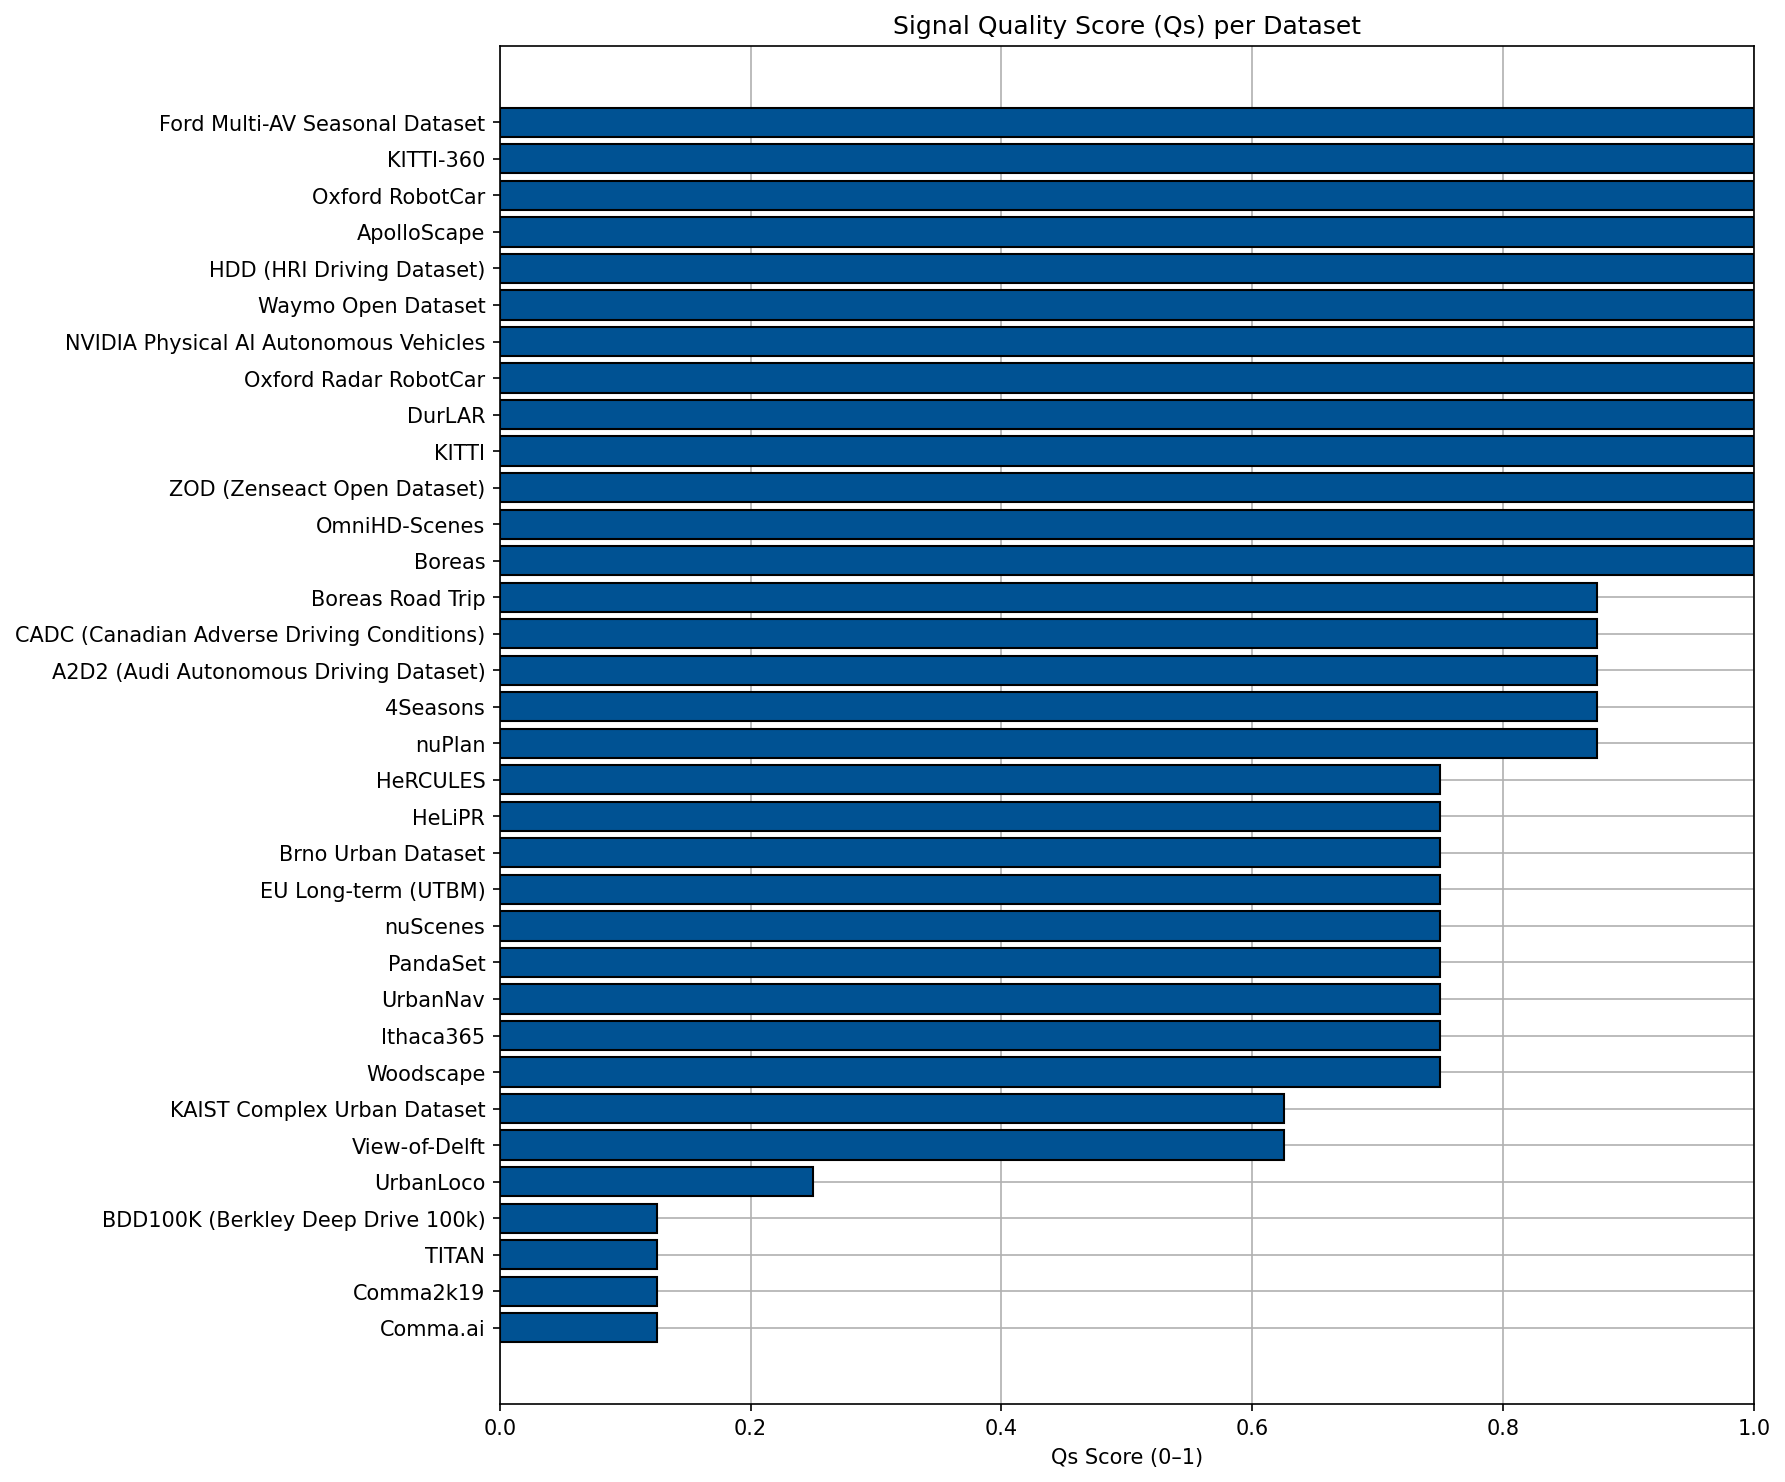 Signal Quality Score (Qs) per Dataset
Ford Multi-AV Seasonal Dataset
KITTI-360
Oxford RobotCar
ApolloScape
HDD (HRI Driving Dataset)
Waymo Open Dataset
NVIDIA Physical AI Autonomous Vehicles
Oxford Radar RobotCar
DurLAR
KITTI
ZOD (Zenseact Open Dataset)
OmniHD-Scenes
Boreas
Boreas Road Trip
CADC (Canadian Adverse Driving Conditions)
A2D2 (Audi Autonomous Driving Dataset)
4Seasons
nuPlan
HeRCULES
HeLiPR
Brno Urban Dataset
EU Long-term (UTBM)
nuScenes
PandaSet
UrbanNav
Ithaca365
Woodscape
KAIST Complex Urban Dataset
View-of-Delft
UrbanLoco
BDD100K (Berkley Deep Drive 100k)
TITAN
Comma2k19
Comma.ai
0.0 0.2 0.4 0.6 0.8 1.0
Qs Score (0–1)